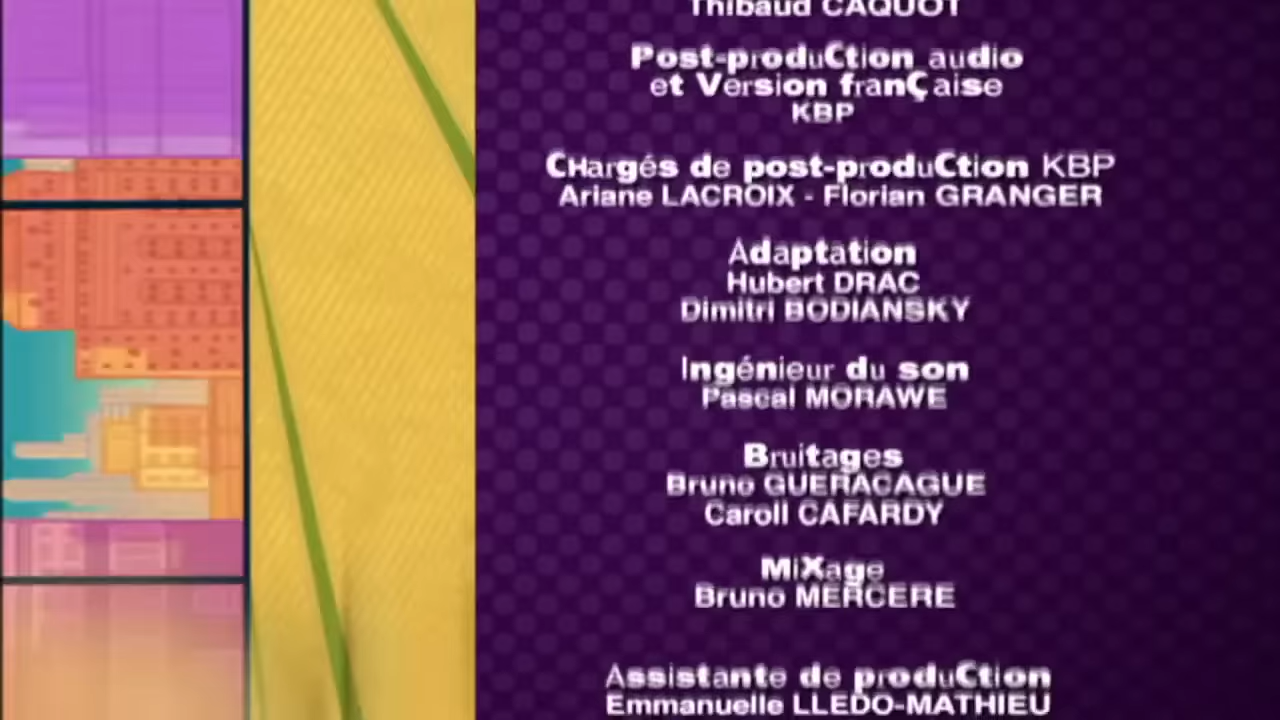 Thibaud CAQUOT
Post-produCtion audio
et Version franÇaise
KBP
CHargés de post-produCtion KBP
Ariane LACROIX - Florian GRANGER
Adaptation
Hubert DRAC
Dimitri BODIANSKY
Ingénieur du son
Pascal MORAWE
Bruitages
Bruno GUERACAGUE
Caroll CAFARDY
MiXage
Bruno MERCERE
Assistante de produCtion
Emmanuelle LLEDO-MATHIEU